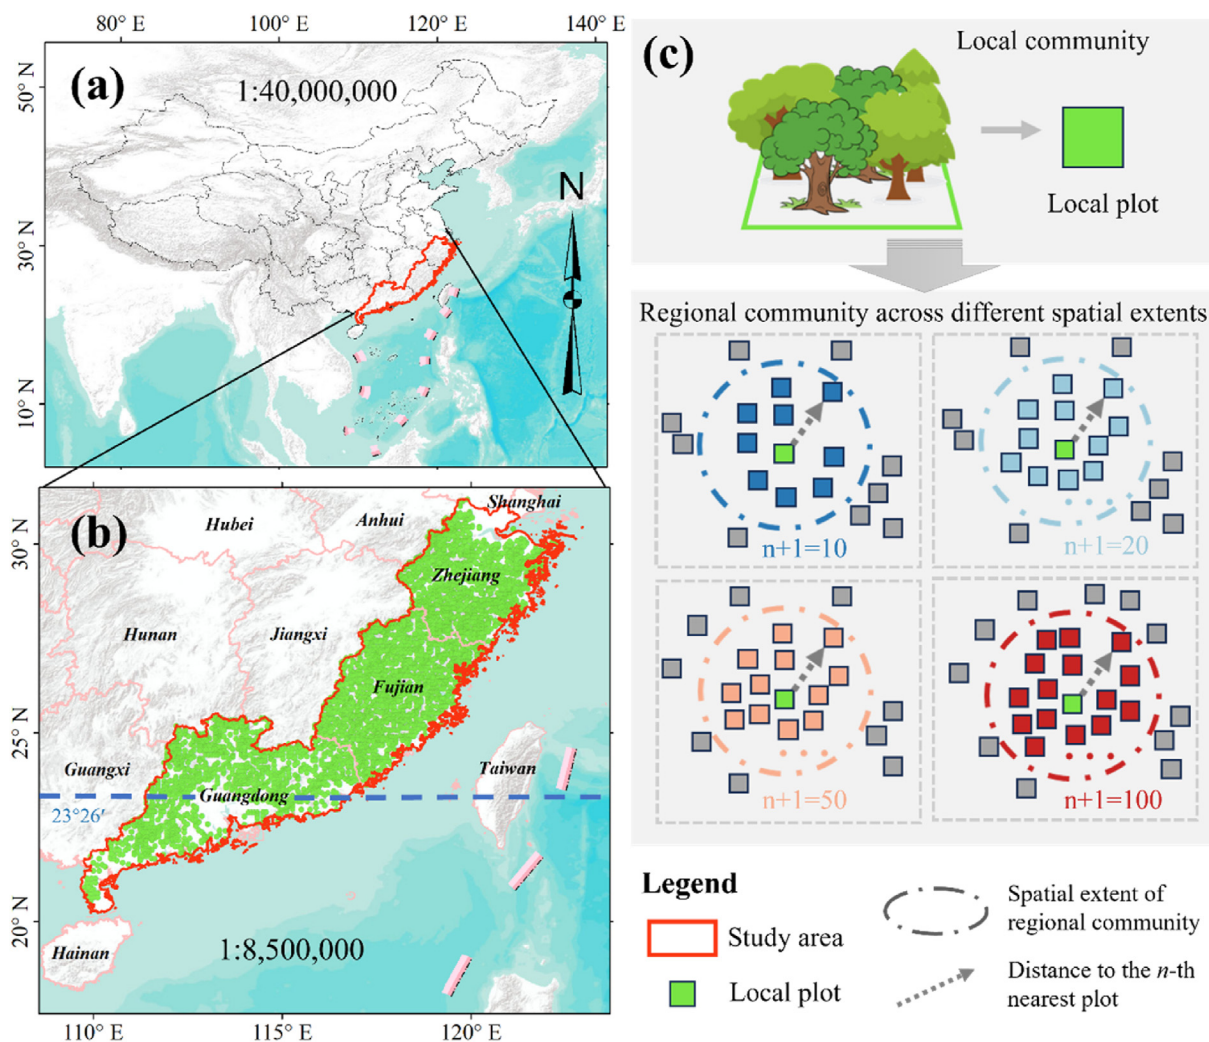 80° E
100° E
120° E
140° E
(a)
1:40,000,000
50° N
30° N
10° N
N
(b)
Shanghai
Hubei
Anhui
30° N
Zhejiang
Hunan
Jiangxi
Fujian
25° N
Guangxi
Taiwan
Guangdong
23°26′
20° N
Hainan
1:8,500,000
110° E
115° E
120° E
(c)
Local community
Local plot
Regional community across different spatial extents
n+1=10
n+1=20
n+1=50
n+1=100
Legend
Study area
Local plot
Spatial extent of
regional community
Distance to the n-th
nearest plot